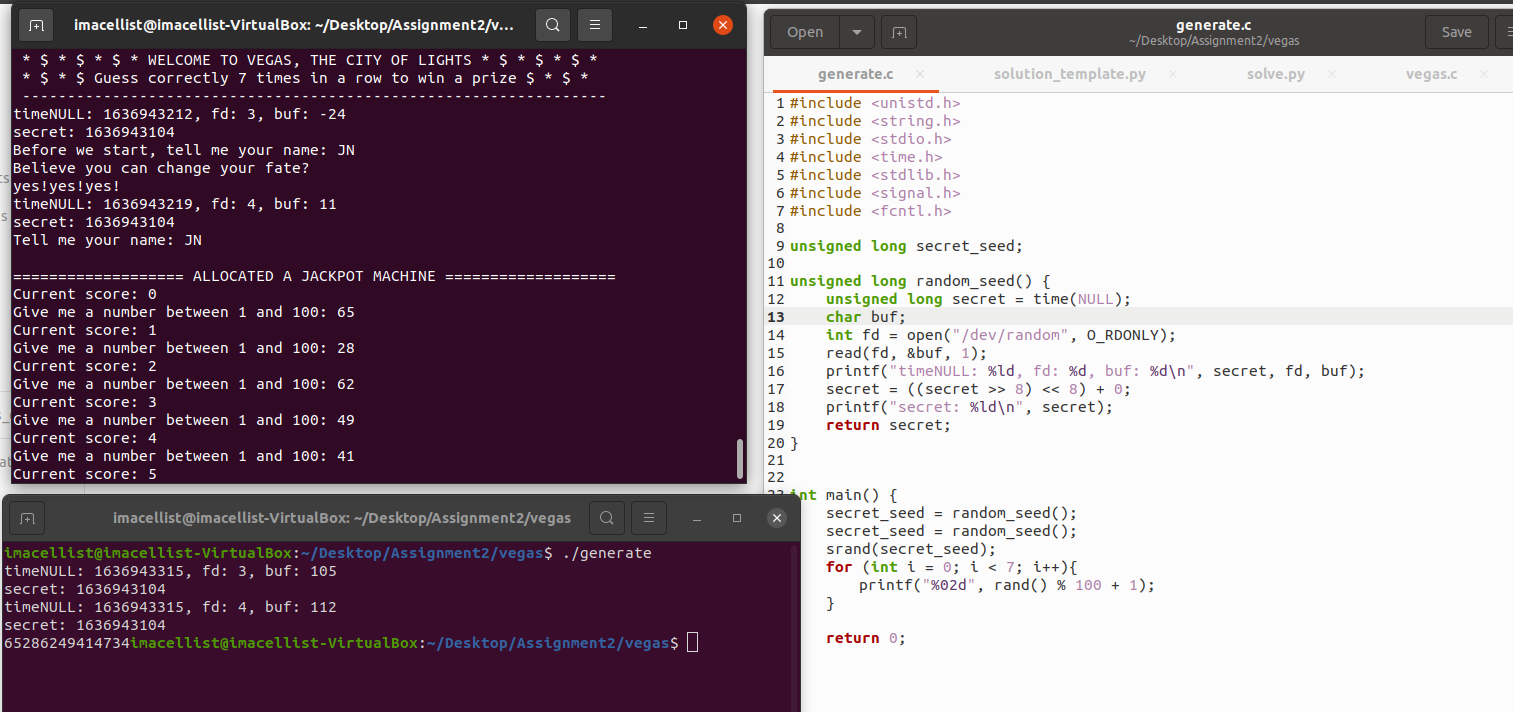 imacellist@imacellist-VirtualBox: ~/Desktop/Assignment2/v...
* $ * $ * $ * $ * WELCOME TO VEGAS, THE CITY OF LIGHTS * $ * $ * $ *
* $ * $ * $ Guess correctly 7 times in a row to win a prize $ * $ * $ *
------------------------------------------------------------------
timeNULL: 1636943212, fd: 3, buf: -24
secret: 1636943104
Before we start, tell me your name: JN
Believe you can change your fate?
yes!yes!yes!
timeNULL: 1636943219, fd: 4, buf: 11
secret: 1636943104
Tell me your name: JN
=================== ALLOCATED A JACKPOT MACHINE ===================
Current score: 0
Give me a number between 1 and 100: 65
Current score: 1
Give me a number between 1 and 100: 28
Current score: 2
Give me a number between 1 and 100: 62
Current score: 3
Give me a number between 1 and 100: 49
Current score: 4
Give me a number between 1 and 100: 41
Current score: 5
imacellist@imacellist-VirtualBox: ~/Desktop/Assignment2/vegas
imacellist@imacellist-VirtualBox:~/Desktop/Assignment2/vegas$ ./generate
timeNULL: 1636943315, fd: 3, buf: 105
secret: 1636943104
timeNULL: 1636943315, fd: 4, buf: 112
secret: 1636943104
65286249414734imacellist@imacellist-VirtualBox:~/Desktop/Assignment2/vegas$
Open
generate.c
~/Desktop/Assignment2/vegas
Save
generate.c × solution_template.py × solve.py × vegas.c ×
1 #include <unistd.h>
2 #include <string.h>
3 #include <stdio.h>
4 #include <time.h>
5 #include <stdlib.h>
6 #include <signal.h>
7 #include <fcntl.h>
8
9 unsigned long secret_seed;
10
11 unsigned long random_seed() {
12     unsigned long secret = time(NULL);
13     char buf;
14     int fd = open("/dev/random", O_RDONLY);
15     read(fd, &buf, 1);
16     printf("timeNULL: %ld, fd: %d, buf: %d\n", secret, fd, buf);
17     secret = ((secret >> 8) << 8) + 0;
18     printf("secret: %ld\n", secret);
19     return secret;
20 }
21
22
int main() {
    secret_seed = random_seed();
    secret_seed = random_seed();
    srand(secret_seed);
    for (int i = 0; i < 7; i++){
        printf("%02d", rand() % 100 + 1);
    }
    return 0;